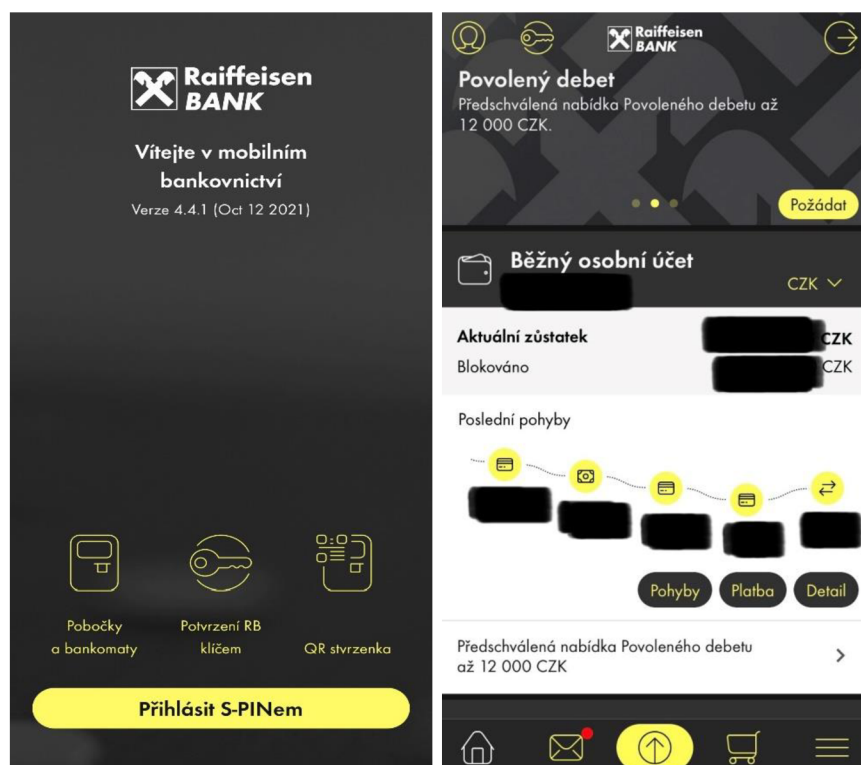 Raiffeisen
BANK
Vítejte v mobilním
bankovnictví
Verze 4.4.1 (Oct 12 2021)
Pobočky
a bankomaty
Potvrzení RB
klíčem
QR stvrzenka
Přihlásit S-PINem
Raiffeisen
BANK
Povolený debet
Předschválená nabídka Povoleného debetu až
12 000 CZK.
Požádat
Běžný osobní účet
CZK
Aktuální zůstatek CZK
Blokováno CZK
Poslední pohyby
Pohyby Platba Detail
Předschválená nabídka Povoleného debetu
až 12 000 CZK